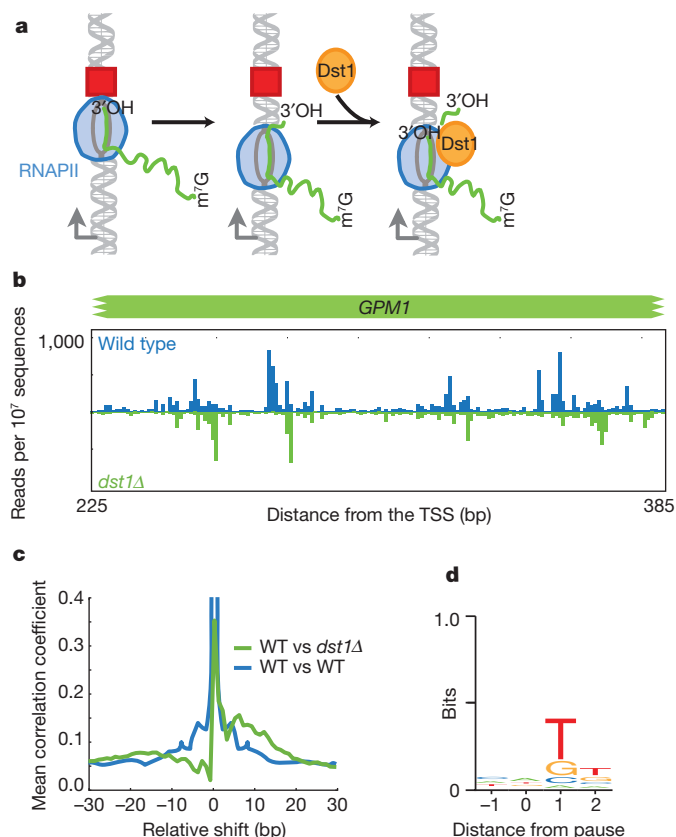 a
3′OH
RNAPII
m⁷G
3′OH
m⁷G
Dst1
3′OH
3′OH
Dst1
m⁷G
b
GPM1
Reads per 10⁷ sequences
1,000
Wild type
dst1Δ
225
385
Distance from the TSS (bp)
c
Mean correlation coefficient
0.4
0.3
0.2
0.1
0.0
WT vs dst1Δ
WT vs WT
−30
−20
−10
0
10
20
30
Relative shift (bp)
d
Bits
1.0
0
T
G
C
T
G
−1
0
1
2
Distance from pause